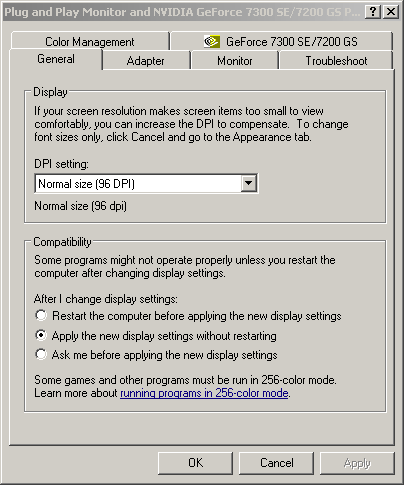 Plug and Play Monitor and NVIDIA GeForce 7300 SE/7200 GS P...
Color Management
GeForce 7300 SE/7200 GS
General
Adapter
Monitor
Troubleshoot
Display
If your screen resolution makes screen items too small to view
comfortably, you can increase the DPI to compensate. To change
font sizes only, click Cancel and go to the Appearance tab.
DPI setting:
Normal size (96 DPI)
Normal size (96 dpi)
Compatibility
Some programs might not operate properly unless you restart the
computer after changing display settings.
After I change display settings:
Restart the computer before applying the new display settings
Apply the new display settings without restarting
Ask me before applying the new display settings
Some games and other programs must be run in 256-color mode.
Learn more about running programs in 256-color mode.
OK
Cancel
Apply